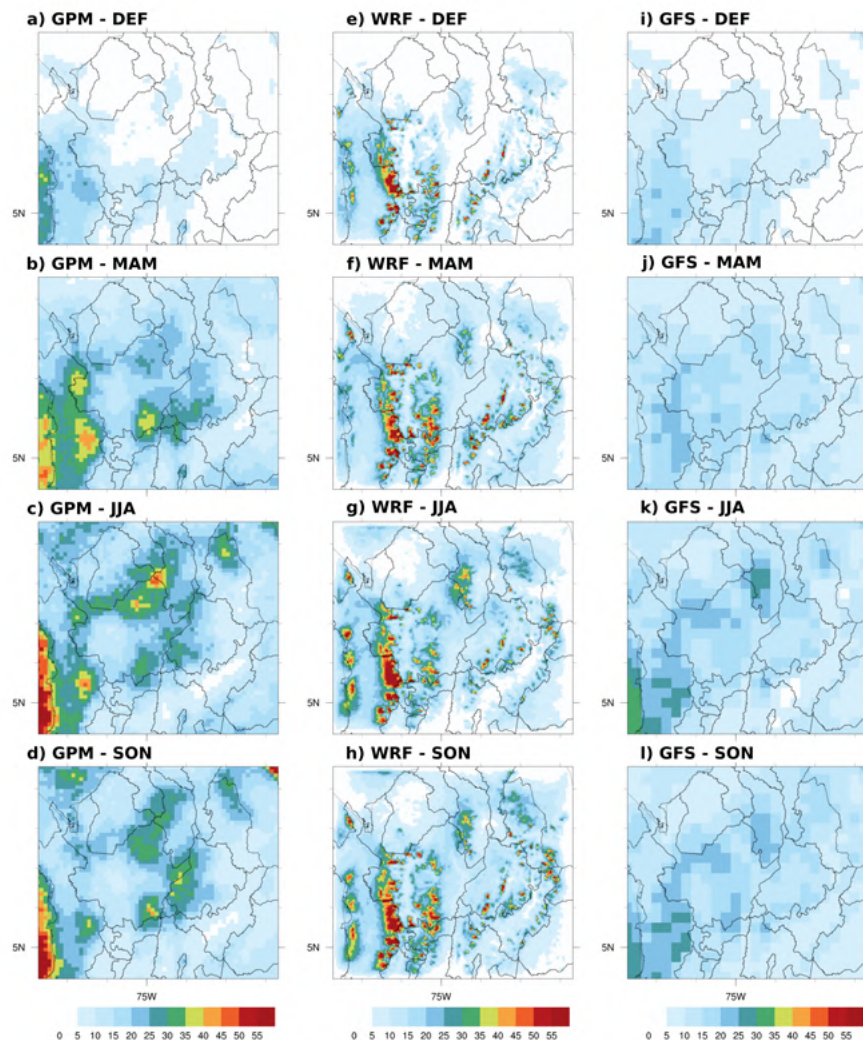 a) GPM - DEF
e) WRF - DEF
i) GFS - DEF
5N
5N
5N
b) GPM - MAM
f) WRF - MAM
j) GFS - MAM
5N
5N
5N
c) GPM - JJA
g) WRF - JJA
k) GFS - JJA
5N
5N
5N
d) GPM - SON
h) WRF - SON
l) GFS - SON
5N
5N
5N
75W
75W
75W
0 5 10 15 20 25 30 35 40 45 50 55
0 5 10 15 20 25 30 35 40 45 50 55
0 5 10 15 20 25 30 35 40 45 50 55